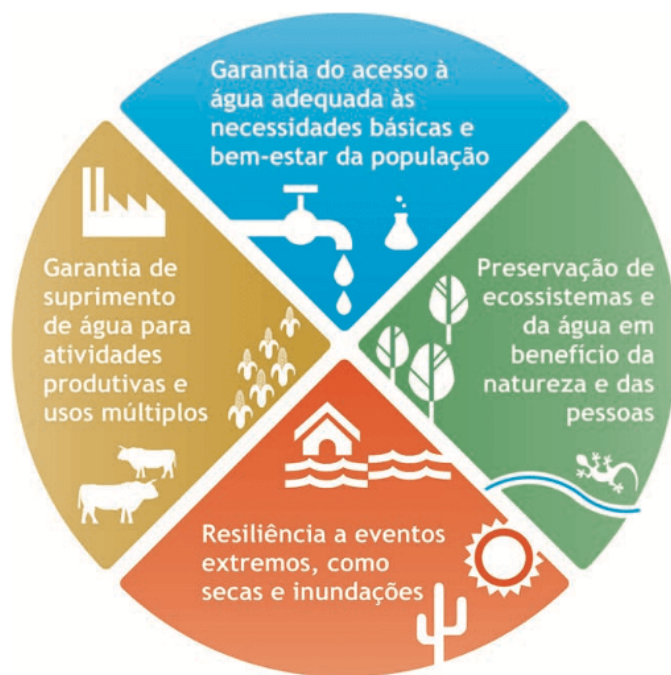 Garantia do acesso à
água adequada às
necessidades básicas e
bem-estar da população
Garantia de
suprimento
de água para
atividades
produtivas e
usos múltiplos
Preservação de
ecossistemas e
da água em
benefício da
natureza e das
pessoas
Resiliência a eventos
extremos, como
secas e inundações